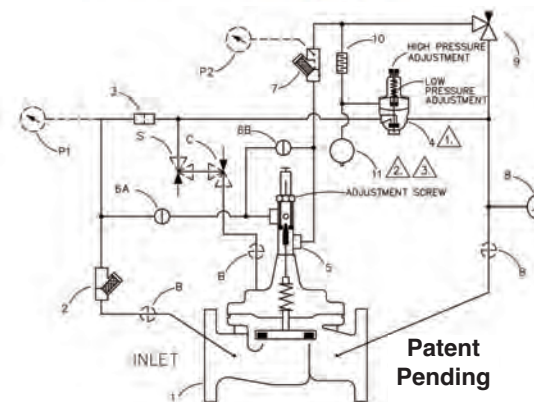 P2
10
9
HIGH PRESSURE
ADJUSTMENT
LOW
PRESSURE
ADJUSTMENT
7
3
P1
S
C
6B
4
1.
11
2.
3.
8
6A
ADJUSTMENT SCREW
B
5
B
2
B
INLET
Patent
Pending
1